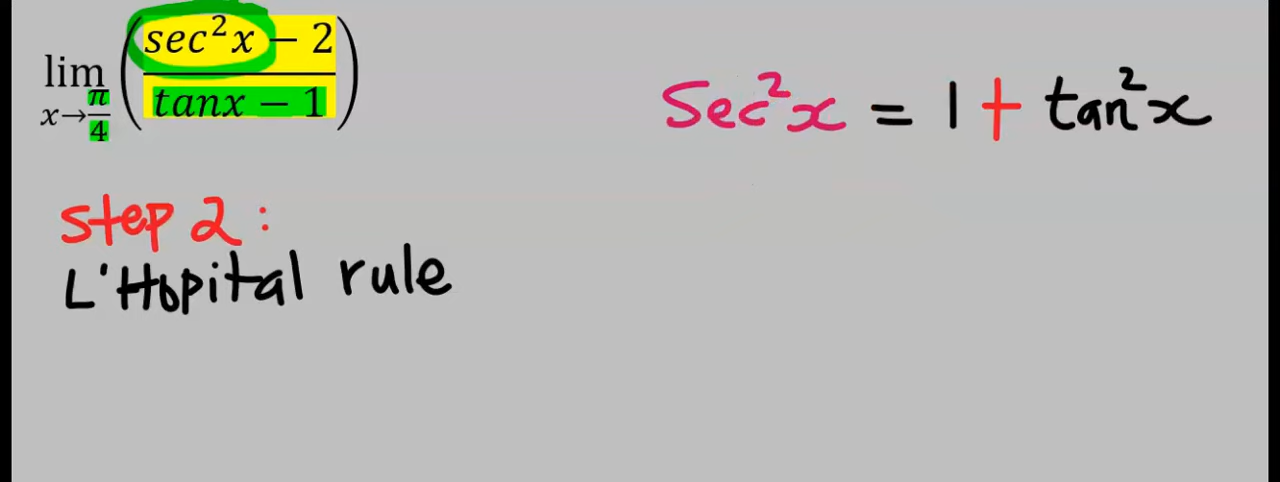 lim x→π/4 (sec²x − 2 / tanx − 1)
Sec²x = 1 + tan²x
Step 2 :
L'Hopital rule